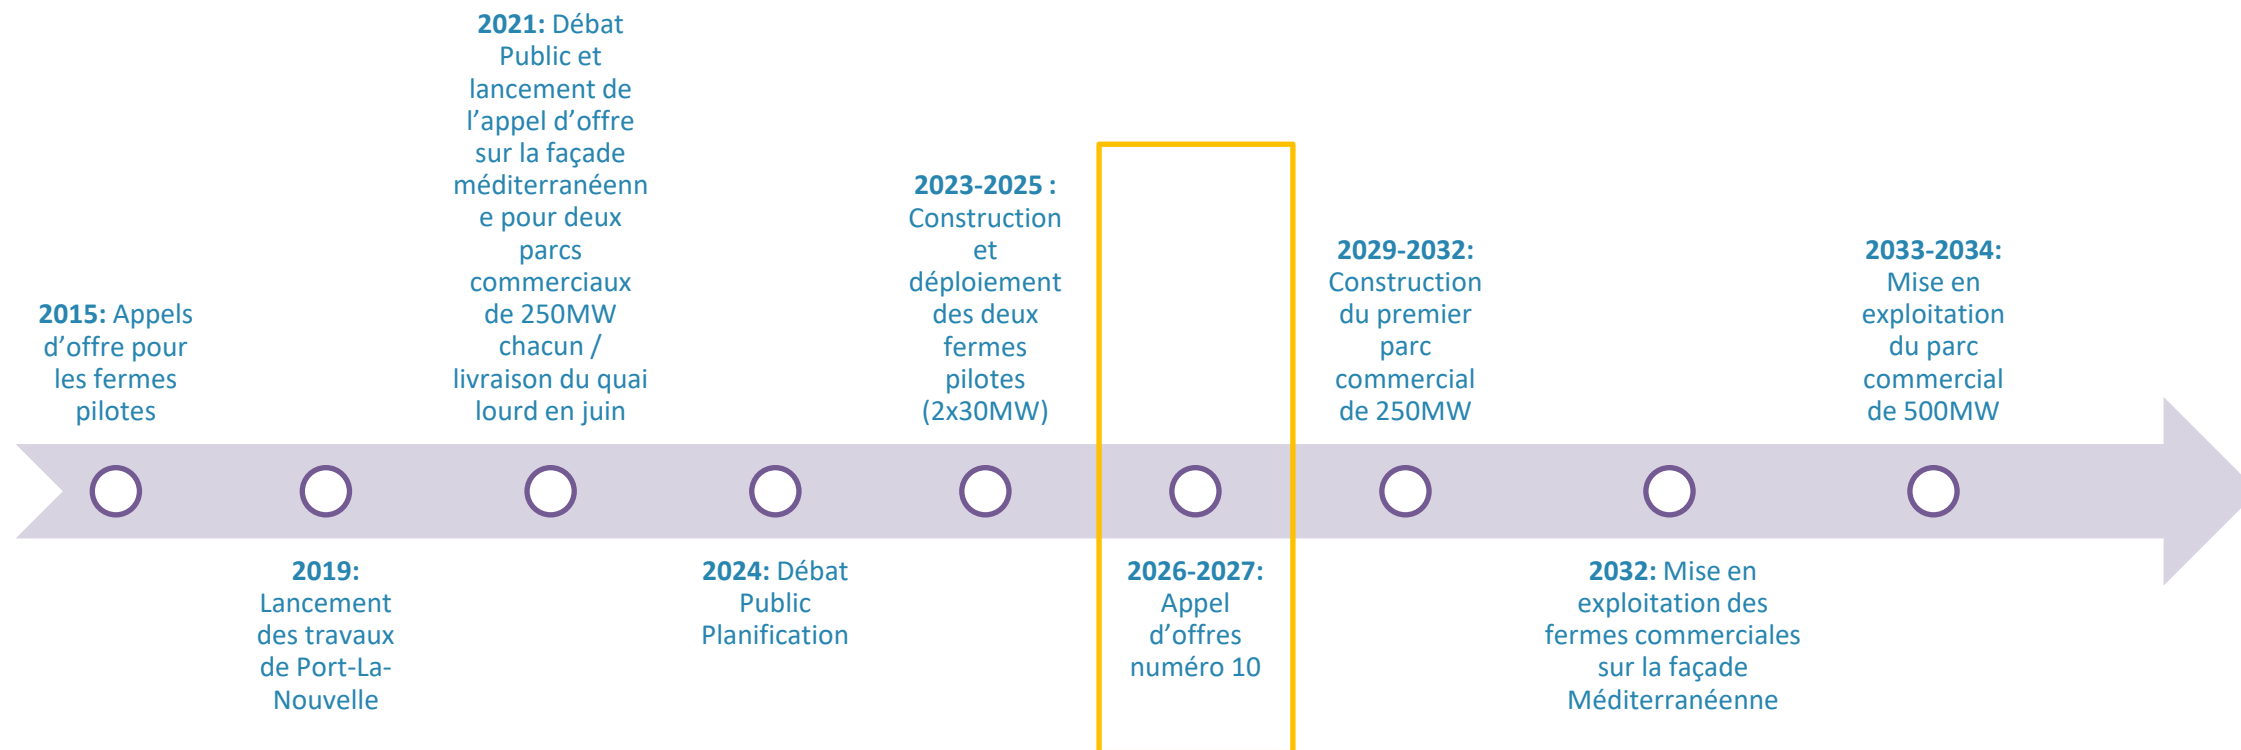 2015: Appels
d’offre pour
les fermes
pilotes
2019:
Lancement
des travaux
de Port-La-
Nouvelle
2021: Débat
Public et
lancement de
l’appel d’offre
sur la façade
méditerranéenn
e pour deux
parcs
commerciaux
de 250MW
chacun /
livraison du quai
lourd en juin
2024: Débat
Public
Planification
2023-2025 :
Construction
et
déploiement
des deux
fermes
pilotes
(2x30MW)
2026-2027:
Appel
d’offres
numéro 10
2029-2032:
Construction
du premier
parc
commercial
de 250MW
2032: Mise en
exploitation des
fermes commerciales
sur la façade
Méditerranéenne
2033-2034:
Mise en
exploitation
du parc
commercial
de 500MW